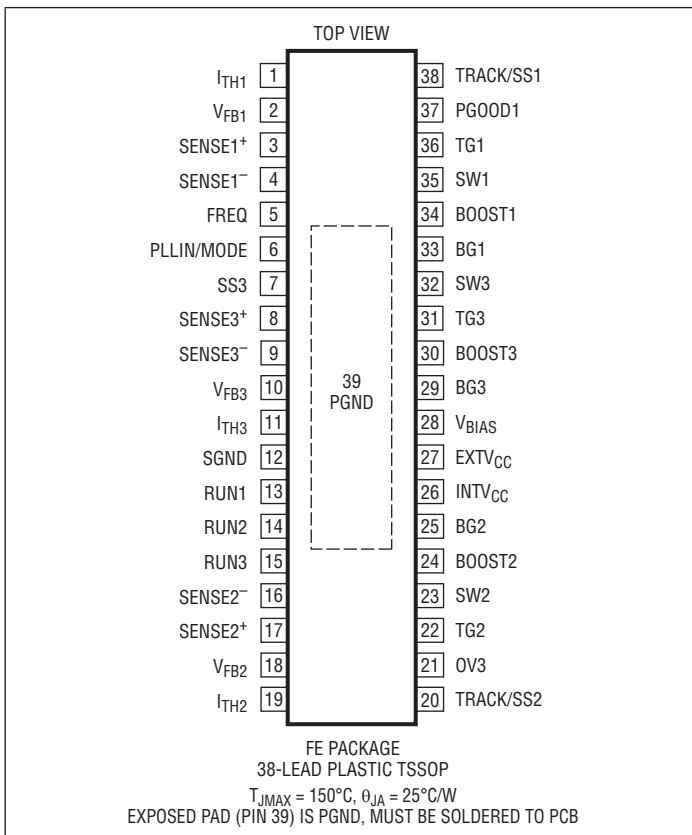 TOP VIEW
I_TH1 1
V_FB1 2
SENSE1⁺ 3
SENSE1⁻ 4
FREQ 5
PLLIN/MODE 6
SS3 7
SENSE3⁺ 8
SENSE3⁻ 9
V_FB3 10
I_TH3 11
SGND 12
RUN1 13
RUN2 14
RUN3 15
SENSE2⁻ 16
SENSE2⁺ 17
V_FB2 18
I_TH2 19
39
PGND
38 TRACK/SS1
37 PGOOD1
36 TG1
35 SW1
34 BOOST1
33 BG1
32 SW3
31 TG3
30 BOOST3
29 BG3
28 V_BIAS
27 EXTV_CC
26 INTV_CC
25 BG2
24 BOOST2
23 SW2
22 TG2
21 OV3
20 TRACK/SS2
FE PACKAGE
38-LEAD PLASTIC TSSOP
T_JMAX = 150°C, θ_JA = 25°C/W
EXPOSED PAD (PIN 39) IS PGND, MUST BE SOLDERED TO PCB